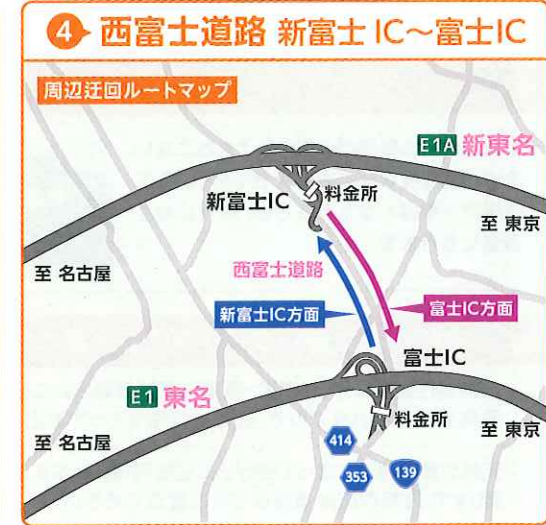 4 西富士道路 新富士 IC～富士IC
周辺迂回ルートマップ
E1A 新東名
新富士IC
料金所
至 東京
至 名古屋
西富士道路
新富士IC方面
富士IC方面
富士IC
E1 東名
料金所
至 東京
至 名古屋
414
353
139